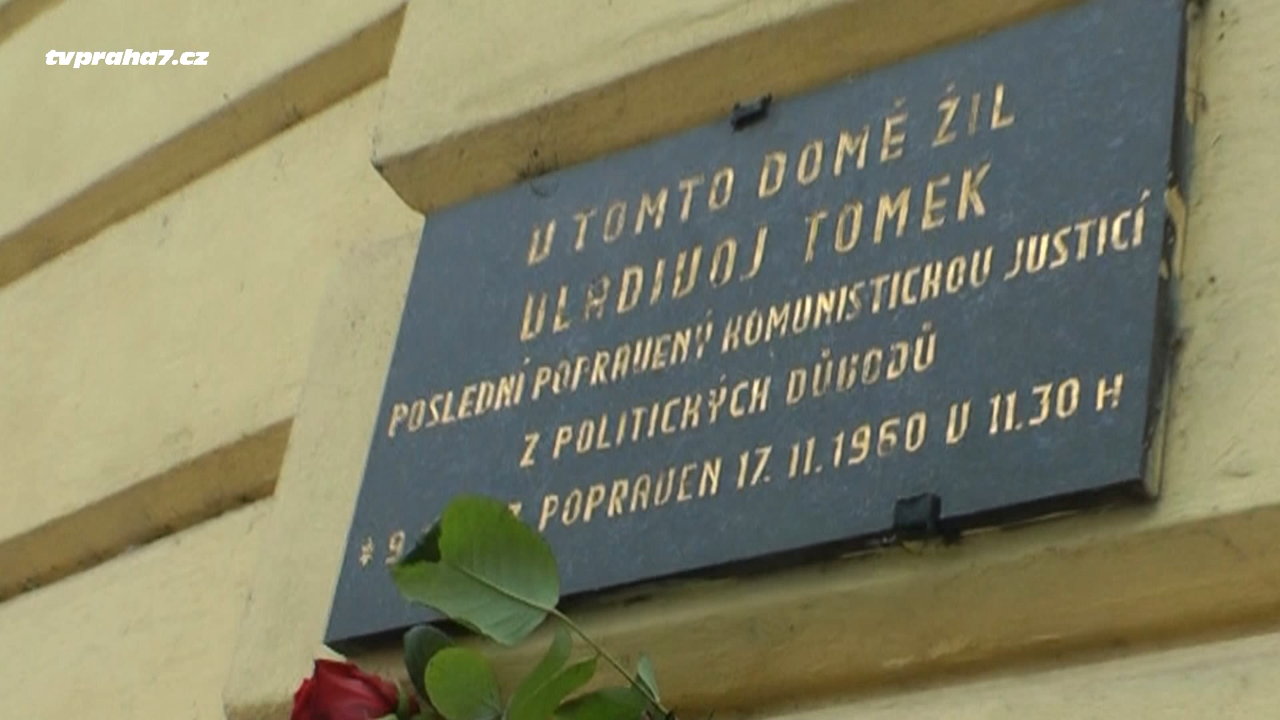 tvpraha7.cz
V TOMTO DOMĚ ŽIL
VLADIVOJ TOMEK
POSLEDNÍ POPRAVENÝ KOMUNISTICKOU JUSTICÍ
Z POLITICKÝCH DŮVODŮ
* 9 POPRAVEN 17. 11. 1960 V 11.30 H